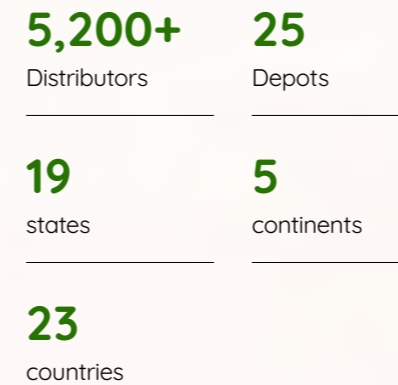 5,200+
Distributors
25
Depots
19
states
5
continents
23
countries